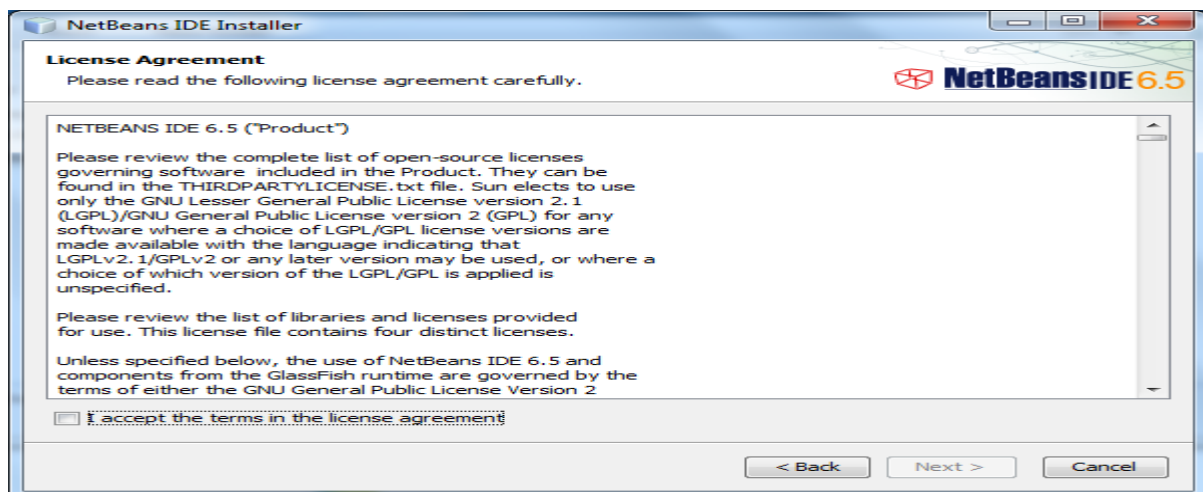 NetBeans IDE Installer
License Agreement
Please read the following license agreement carefully.
NetBeans IDE 6.5
NETBEANS IDE 6.5 ("Product")
Please review the complete list of open-source licenses
governing software  included in the Product. They can be
found in the THIRDPARTYLICENSE.txt file. Sun elects to use
only the GNU Lesser General Public License version 2.1
(LGPL)/GNU General Public License version 2 (GPL) for any
software where a choice of LGPL/GPL license versions are
made available with the language indicating that
LGPLv2.1/GPLv2 or any later version may be used, or where a
choice of which version of the LGPL/GPL is applied is
unspecified.
Please review the list of libraries and licenses provided
for use. This license file contains four distinct licenses.
Unless specified below, the use of NetBeans IDE 6.5 and
components from the GlassFish runtime are governed by the
terms of either the GNU General Public License Version 2
I accept the terms in the license agreement
< Back
Next >
Cancel